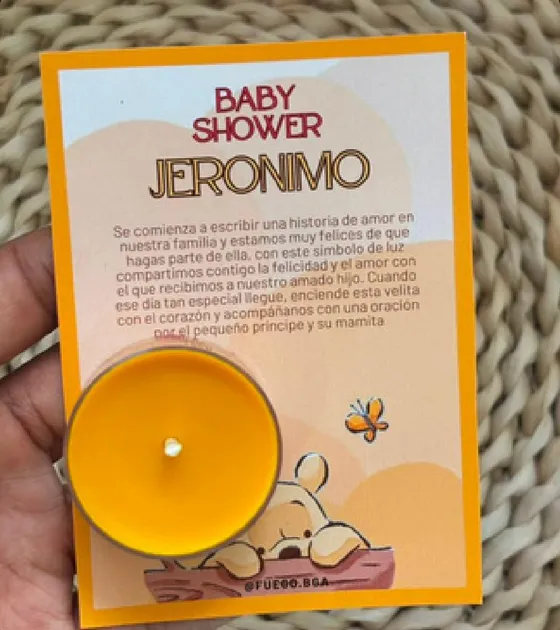 BABY
SHOWER
JERONIMO
Se comienza a escribir una historia de amor en
nuestra familia y estamos muy felices de que
hagas parte de ella, con este simbolo de luz
compartimos contigo la felicidad y el amor con
el que recibimos a nuestro amado hijo. Cuando
ese día tan especial llegue, enciende esta velita
con el corazón y acompáñanos con una oración
por el pequeño principe y su mamita
@FUEGO.BGA